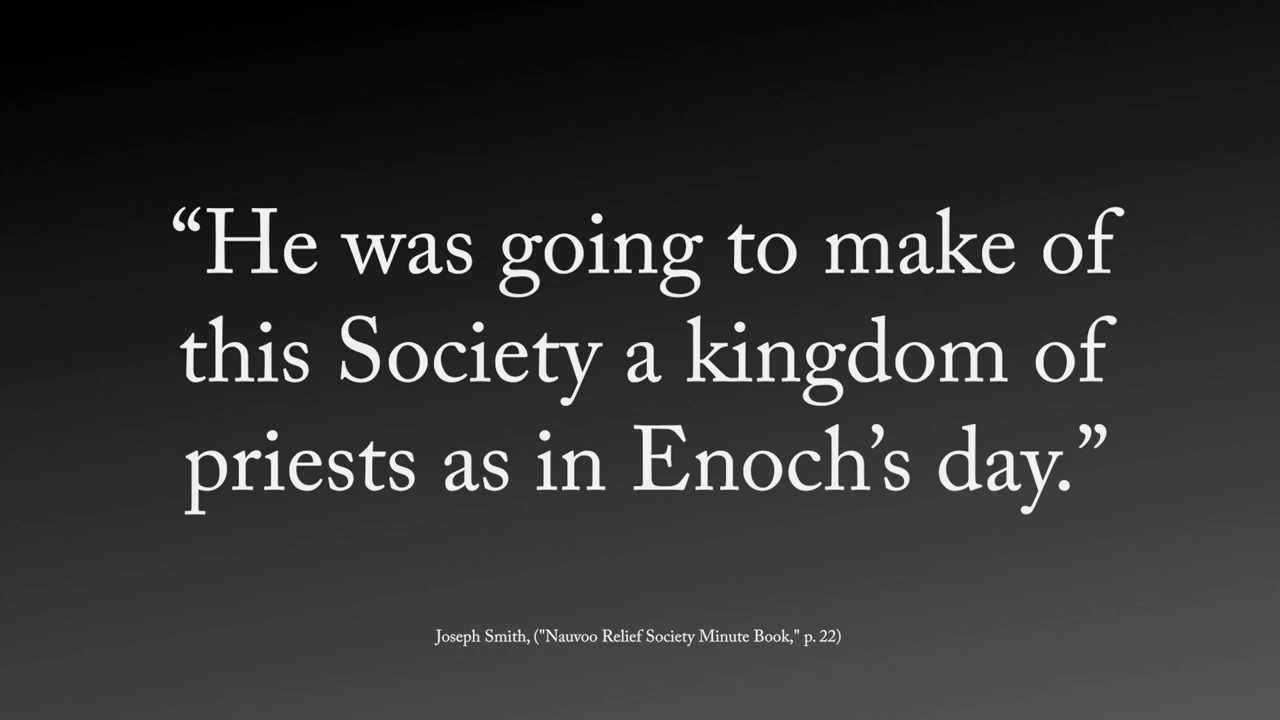 “He was going to make of
this Society a kingdom of
priests as in Enoch’s day.”
Joseph Smith, ("Nauvoo Relief Society Minute Book," p. 22)